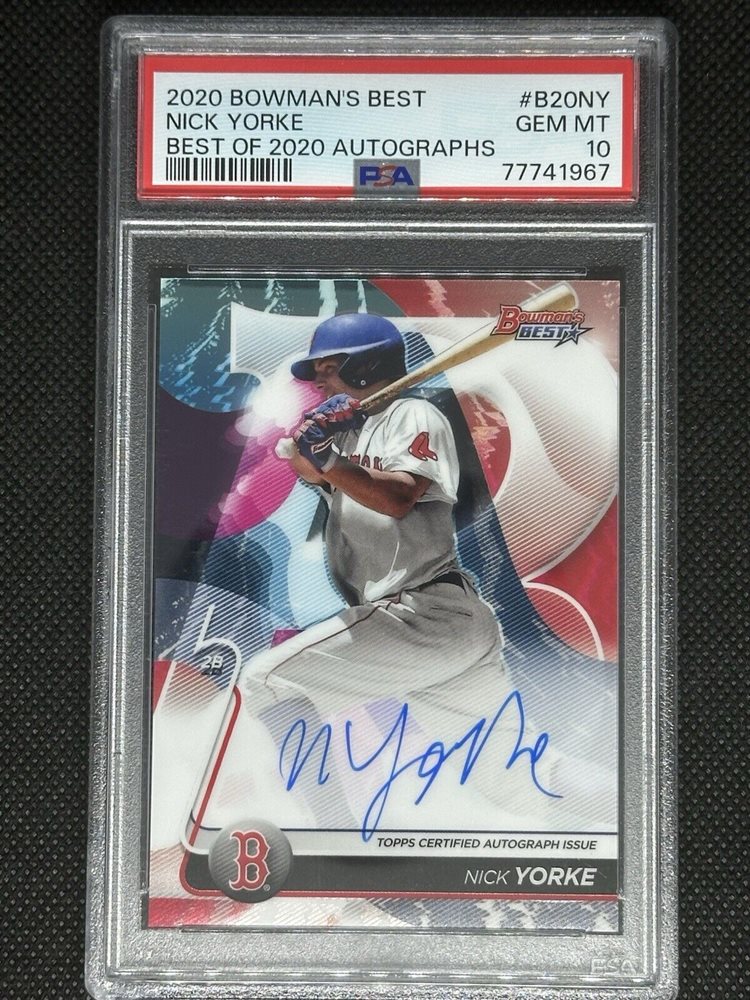 2020 BOWMAN'S BEST #B20NY
NICK YORKE GEM MT
BEST OF 2020 AUTOGRAPHS 10
PSA 77741967
Bowman's
BEST
2B
N Yorke
TOPPS CERTIFIED AUTOGRAPH ISSUE
B
NICK YORKE
PSA